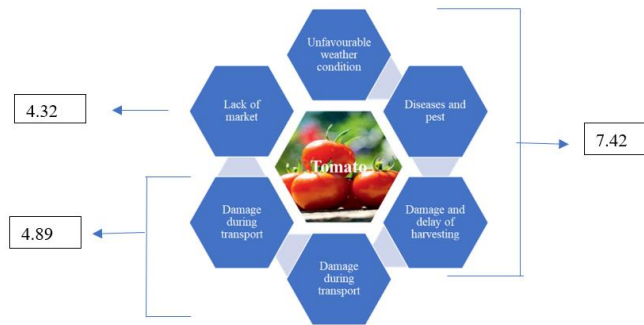 Unfavourable
weather
condition
Lack of
market
Diseases and
pest
4.32
7.42
Tomato
Damage
during
transport
Damage and
delay of
harvesting
4.89
Damage
during
transport